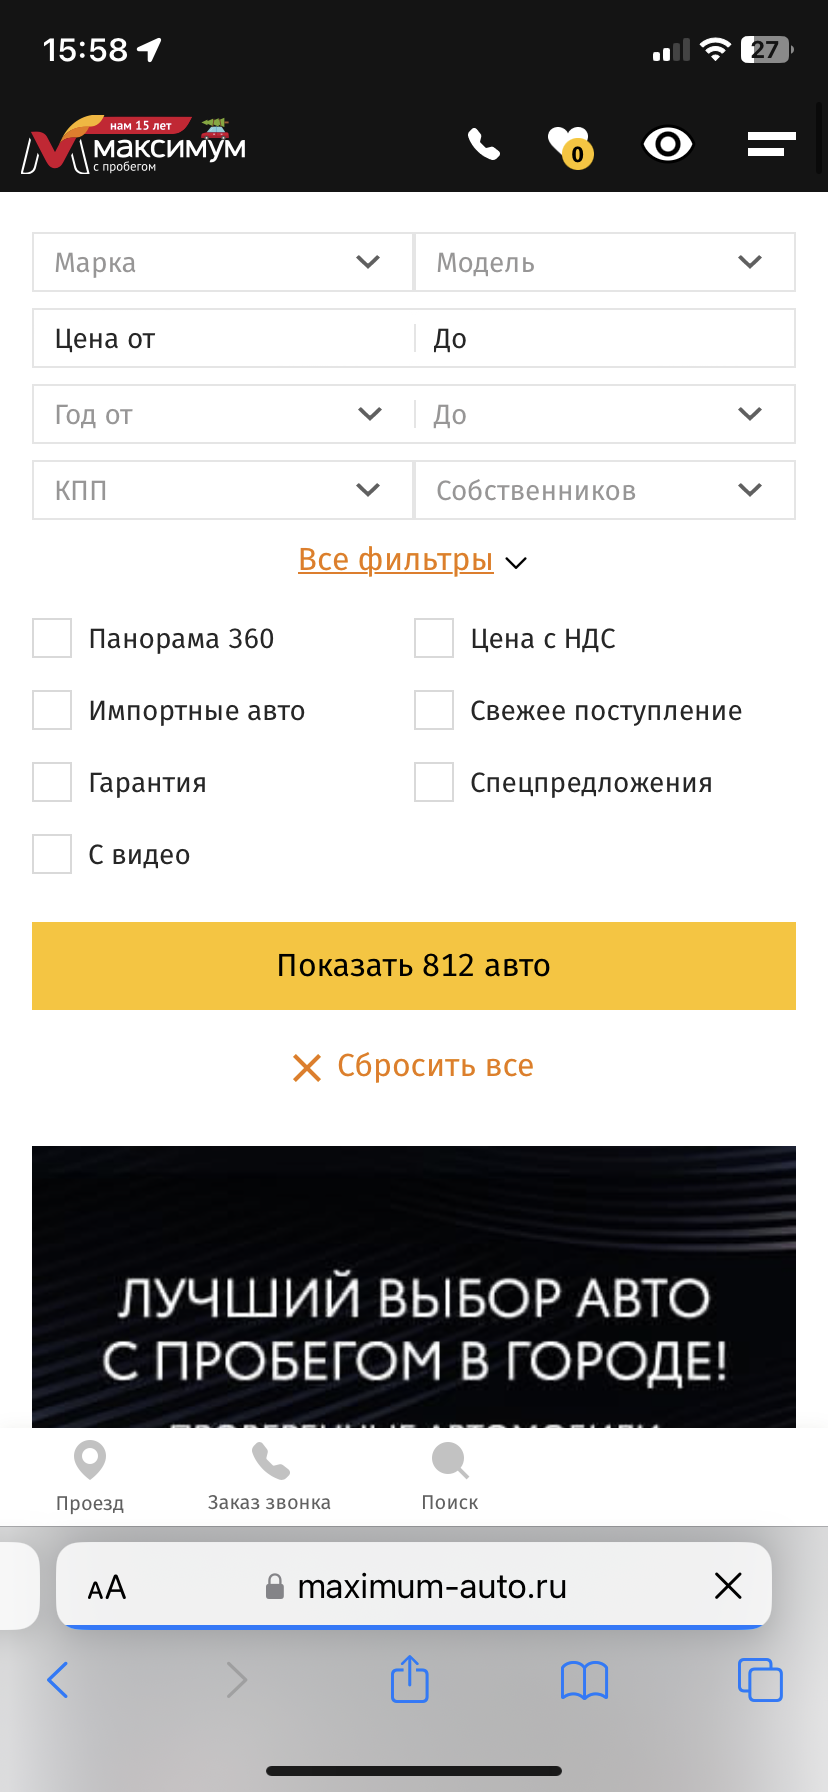 15:58
27
нам 15 лет
максимум
с пробегом
0
Марка
Модель
Цена от
До
Год от
До
КПП
Собственников
Все фильтры
Панорама 360
Цена с НДС
Импортные авто
Свежее поступление
Гарантия
Спецпредложения
С видео
Показать 812 авто
Сбросить все
ЛУЧШИЙ ВЫБОР АВТО
С ПРОБЕГОМ В ГОРОДЕ!
ПРОВЕРЕННЫЕ АВТОМОБИЛИ
Проезд
Заказ звонка
Поиск
AA
maximum-auto.ru